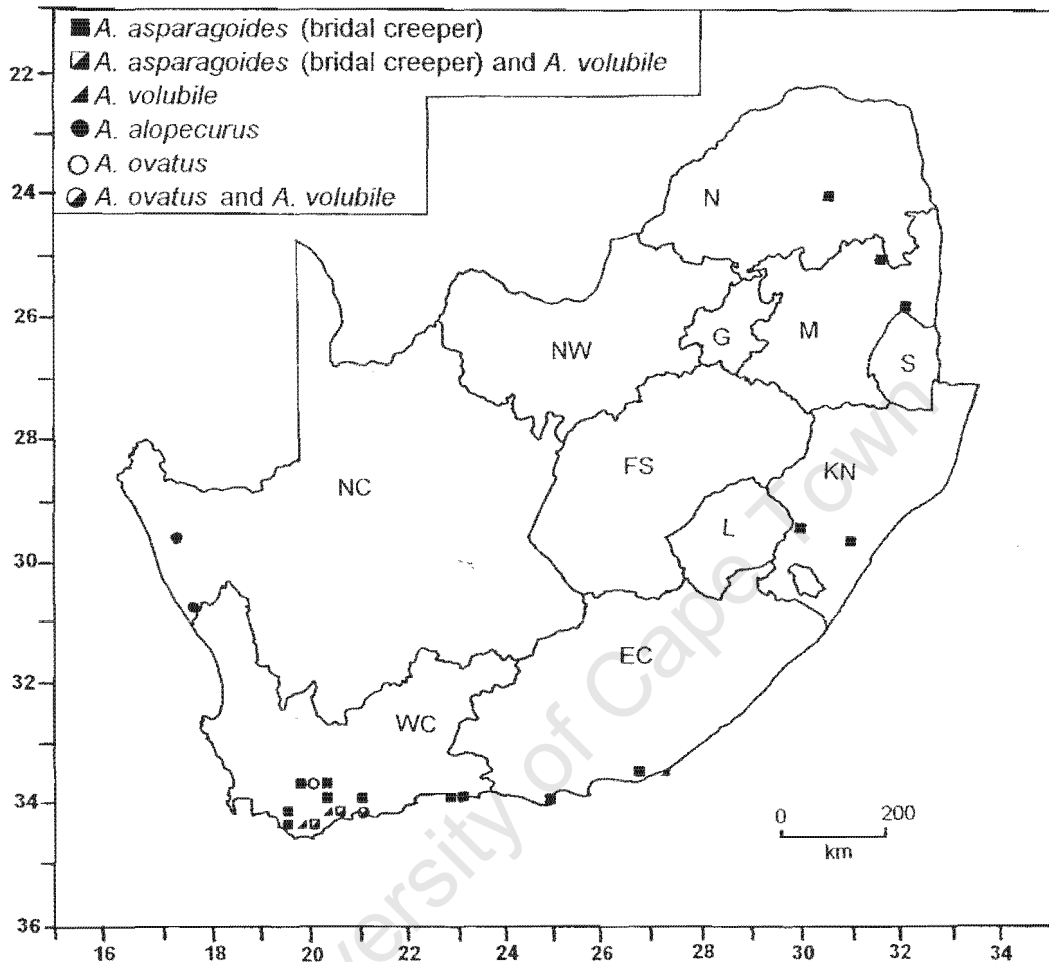 A. asparagoides (bridal creeper)
A. asparagoides (bridal creeper) and A. volubile
A. volubile
A. alopecurus
A. ovatus
A. ovatus and A. volubile
22
24
26
28
30
32
34
36
N
NW
G
M
S
NC
FS
KN
L
EC
WC
0 200
km
16 18 20 22 24 26 28 30 32 34
versity of Cape Town